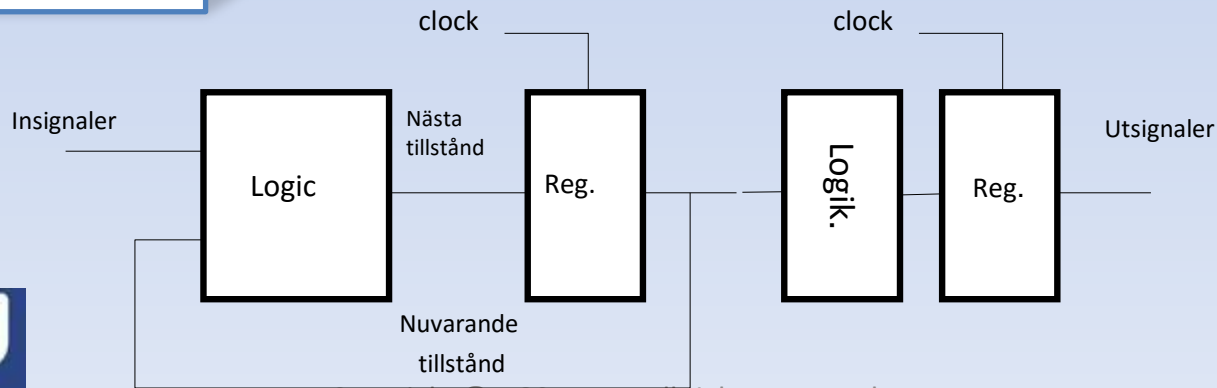 clock
clock
Insignaler
Nästa
tillstånd
Utsignaler
Logic
Reg.
Logik.
Reg.
Nuvarande
tillstånd